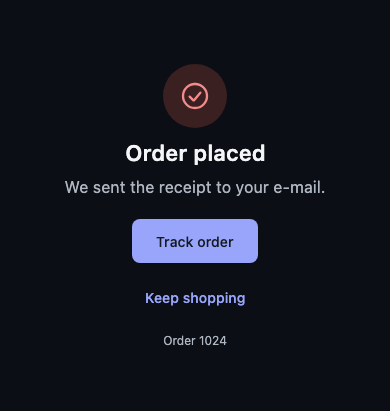 Order placed
We sent the receipt to your e-mail.
Track order
Keep shopping
Order 1024